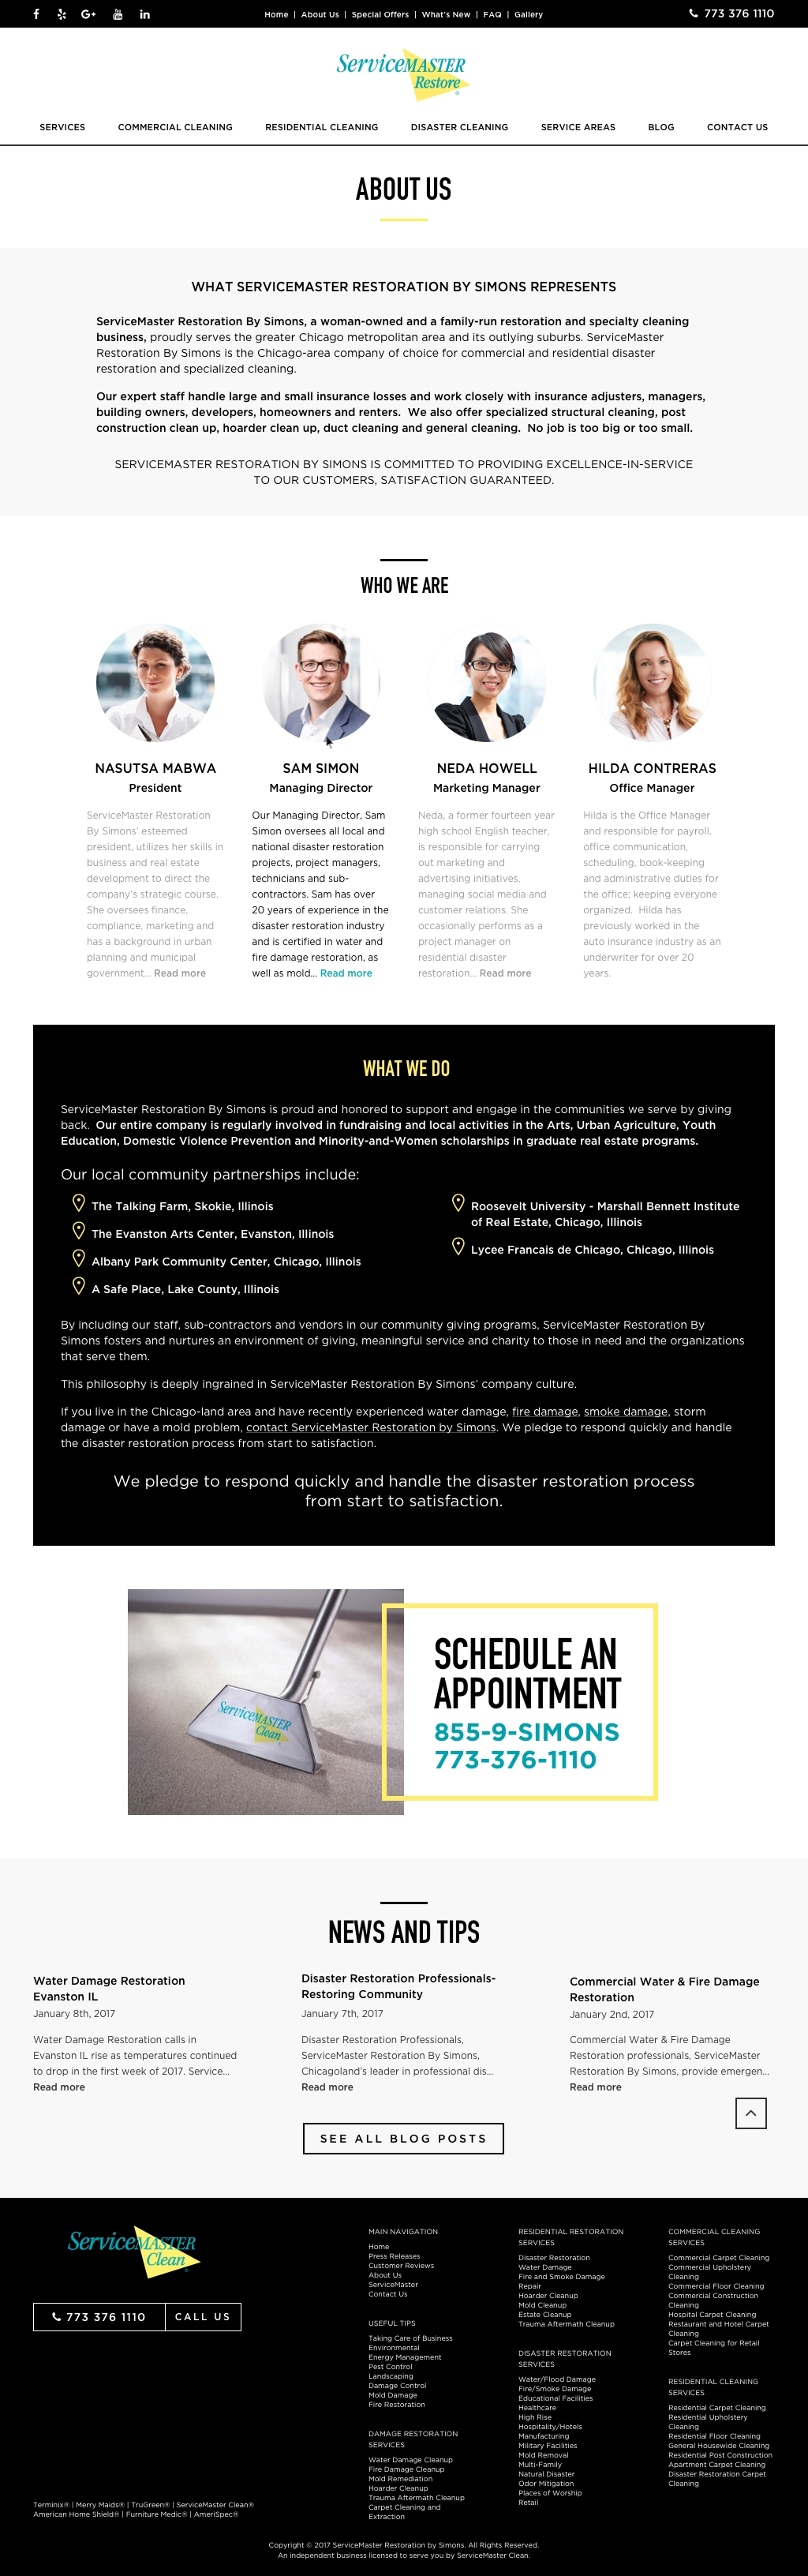 Home | About Us | Special Offers | What's New | FAQ | Gallery
773 376 1110
ServiceMASTER
Restore
SERVICES COMMERCIAL CLEANING RESIDENTIAL CLEANING DISASTER CLEANING SERVICE AREAS BLOG CONTACT US
ABOUT US
WHAT SERVICEMASTER RESTORATION BY SIMONS REPRESENTS
ServiceMaster Restoration By Simons, a woman-owned and a family-run restoration and specialty cleaning
business, proudly serves the greater Chicago metropolitan area and its outlying suburbs. ServiceMaster
Restoration By Simons is the Chicago-area company of choice for commercial and residential disaster
restoration and specialized cleaning.
Our expert staff handle large and small insurance losses and work closely with insurance adjusters, managers,
building owners, developers, homeowners and renters. We also offer specialized structural cleaning, post
construction clean up, hoarder clean up, duct cleaning and general cleaning. No job is too big or too small.
SERVICEMASTER RESTORATION BY SIMONS IS COMMITTED TO PROVIDING EXCELLENCE-IN-SERVICE
TO OUR CUSTOMERS, SATISFACTION GUARANTEED.
WHO WE ARE
NASUTSA MABWA
President
ServiceMaster Restoration
By Simons' esteemed
president, utilizes her skills in
business and real estate
development to direct the
company's strategic course.
She oversees finance,
compliance, marketing and
has a background in urban
planning and municipal
government... Read more
SAM SIMON
Managing Director
Our Managing Director, Sam
Simon oversees all local and
national disaster restoration
projects, project managers,
technicians and sub-
contractors. Sam has over
20 years of experience in the
disaster restoration industry
and is certified in water and
fire damage restoration, as
well as mold... Read more
NEDA HOWELL
Marketing Manager
Neda, a former fourteen year
high school English teacher,
is responsible for carrying
out marketing and
advertising initiatives,
managing social media and
customer relations. She
occasionally performs as a
project manager on
residential disaster
restoration... Read more
HILDA CONTRERAS
Office Manager
Hilda is the Office Manager
and responsible for payroll,
office communication,
scheduling, book-keeping
and administrative duties for
the office; keeping everyone
organized. Hilda has
previously worked in the
auto insurance industry as an
underwriter for over 20
years.
WHAT WE DO
ServiceMaster Restoration By Simons is proud and honored to support and engage in the communities we serve by giving
back. Our entire company is regularly involved in fundraising and local activities in the Arts, Urban Agriculture, Youth
Education, Domestic Violence Prevention and Minority-and-Women scholarships in graduate real estate programs.
Our local community partnerships include:
The Talking Farm, Skokie, Illinois
The Evanston Arts Center, Evanston, Illinois
Albany Park Community Center, Chicago, Illinois
A Safe Place, Lake County, Illinois
Roosevelt University - Marshall Bennett Institute
of Real Estate, Chicago, Illinois
Lycee Francais de Chicago, Chicago, Illinois
By including our staff, sub-contractors and vendors in our community giving programs, ServiceMaster Restoration By
Simons fosters and nurtures an environment of giving, meaningful service and charity to those in need and the organizations
that serve them.
This philosophy is deeply ingrained in ServiceMaster Restoration By Simons' company culture.
If you live in the Chicago-land area and have recently experienced water damage, fire damage, smoke damage, storm
damage or have a mold problem, contact ServiceMaster Restoration by Simons. We pledge to respond quickly and handle
the disaster restoration process from start to satisfaction.
We pledge to respond quickly and handle the disaster restoration process
from start to satisfaction.
ServiceMASTER
Clean
SCHEDULE AN
APPOINTMENT
855-9-SIMONS
773-376-1110
NEWS AND TIPS
Water Damage Restoration
Evanston IL
January 8th, 2017
Water Damage Restoration calls in
Evanston IL rise as temperatures continued
to drop in the first week of 2017. Service...
Read more
Disaster Restoration Professionals-
Restoring Community
January 7th, 2017
Disaster Restoration Professionals,
ServiceMaster Restoration By Simons,
Chicagoland's leader in professional dis...
Read more
Commercial Water & Fire Damage
Restoration
January 2nd, 2017
Commercial Water & Fire Damage
Restoration professionals, ServiceMaster
Restoration By Simons, provide emergen...
Read more
SEE ALL BLOG POSTS
ServiceMASTER
Clean
773 376 1110 CALL US
Terminix® | Merry Maids® | TruGreen® | ServiceMaster Clean®
American Home Shield® | Furniture Medic® | AmeriSpec®
MAIN NAVIGATION
Home
Press Releases
Customer Reviews
About Us
ServiceMaster
Contact Us
USEFUL TIPS
Taking Care of Business
Environmental
Energy Management
Pest Control
Landscaping
Damage Control
Mold Damage
Fire Restoration
DAMAGE RESTORATION
SERVICES
Water Damage Cleanup
Fire Damage Cleanup
Mold Remediation
Hoarder Cleanup
Trauma Aftermath Cleanup
Carpet Cleaning and
Extraction
RESIDENTIAL RESTORATION
SERVICES
Disaster Restoration
Water Damage
Fire and Smoke Damage
Repair
Hoarder Cleanup
Mold Cleanup
Estate Cleanup
Trauma Aftermath Cleanup
DISASTER RESTORATION
SERVICES
Water/Flood Damage
Fire/Smoke Damage
Educational Facilities
Healthcare
High Rise
Hospitality/Hotels
Manufacturing
Military Facilities
Mold Removal
Multi-Family
Natural Disaster
Odor Mitigation
Places of Worship
Retail
COMMERCIAL CLEANING
SERVICES
Commercial Carpet Cleaning
Commercial Upholstery
Cleaning
Commercial Floor Cleaning
Commercial Construction
Cleaning
Hospital Carpet Cleaning
Restaurant and Hotel Carpet
Cleaning
Carpet Cleaning for Retail
Stores
RESIDENTIAL CLEANING
SERVICES
Residential Carpet Cleaning
Residential Upholstery
Cleaning
Residential Floor Cleaning
General Housewide Cleaning
Residential Post Construction
Apartment Carpet Cleaning
Disaster Restoration Carpet
Cleaning
Copyright © 2017 ServiceMaster Restoration by Simons. All Rights Reserved.
An independent business licensed to serve you by ServiceMaster Clean.